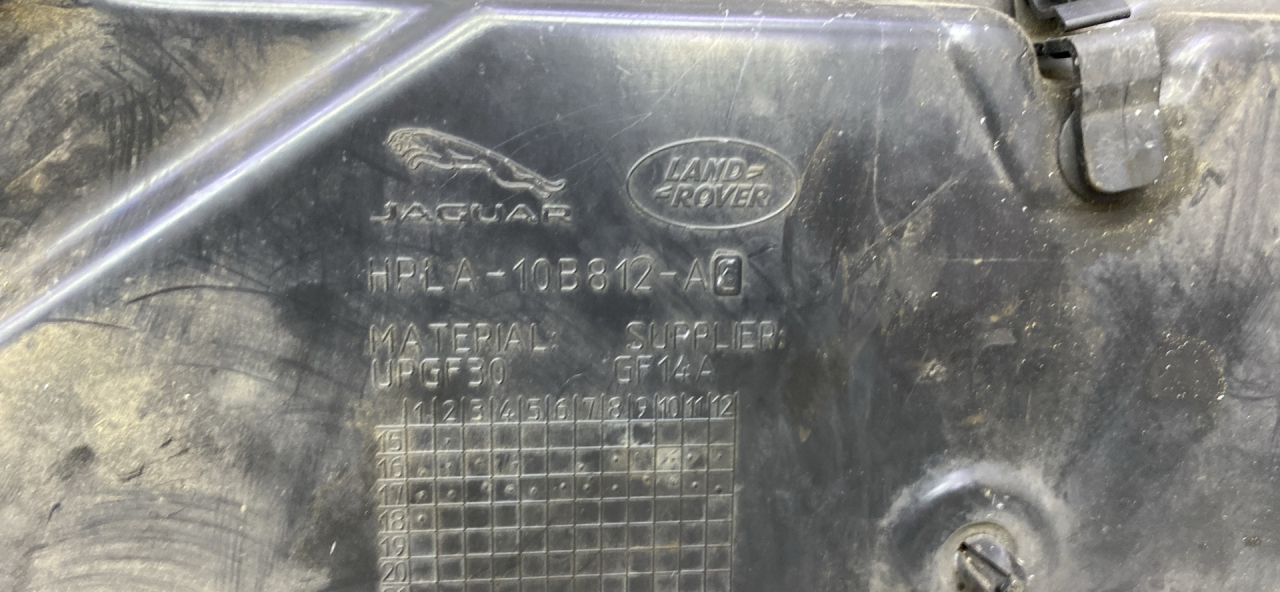 JAGUAR
LAND
ROVER
HPLA-10B812-AC
MATERIAL: SUPPLIER:
UPGF30 GF14A
1 2 3 4 5 6 7 8 9 10 11 12
15
16
17
18
19
20